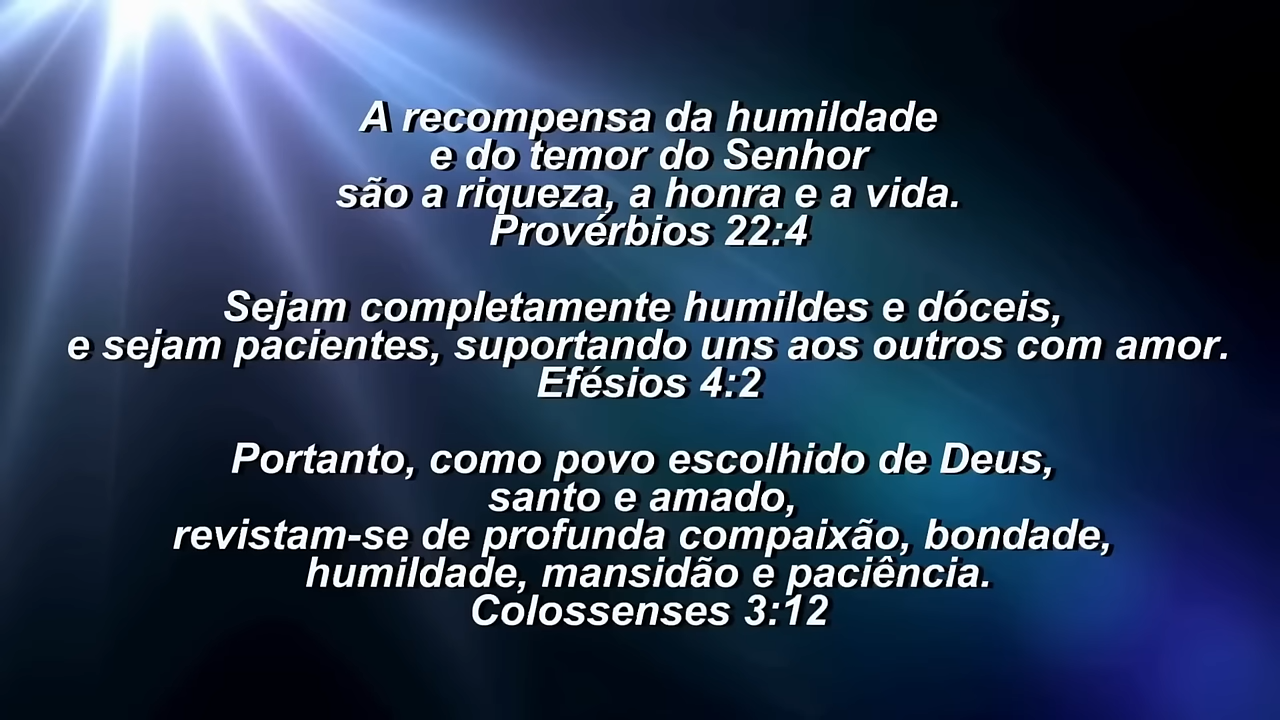 A recompensa da humildade
e do temor do Senhor
são a riqueza, a honra e a vida.
Provérbios 22:4
Sejam completamente humildes e dóceis,
e sejam pacientes, suportando uns aos outros com amor.
Efésios 4:2
Portanto, como povo escolhido de Deus,
santo e amado,
revistam-se de profunda compaixão, bondade,
humildade, mansidão e paciência.
Colossenses 3:12